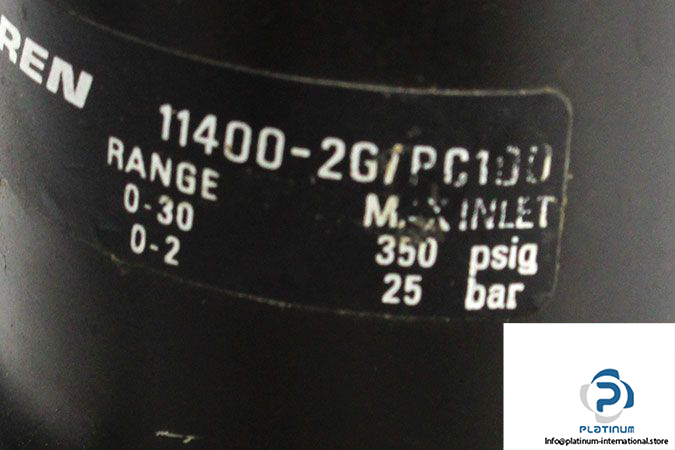 REN
11400-2G/PC100
RANGE
MAX INLET
0-30
350 psig
0-2
25 bar
PLATINUM
Info@platinum-international.store